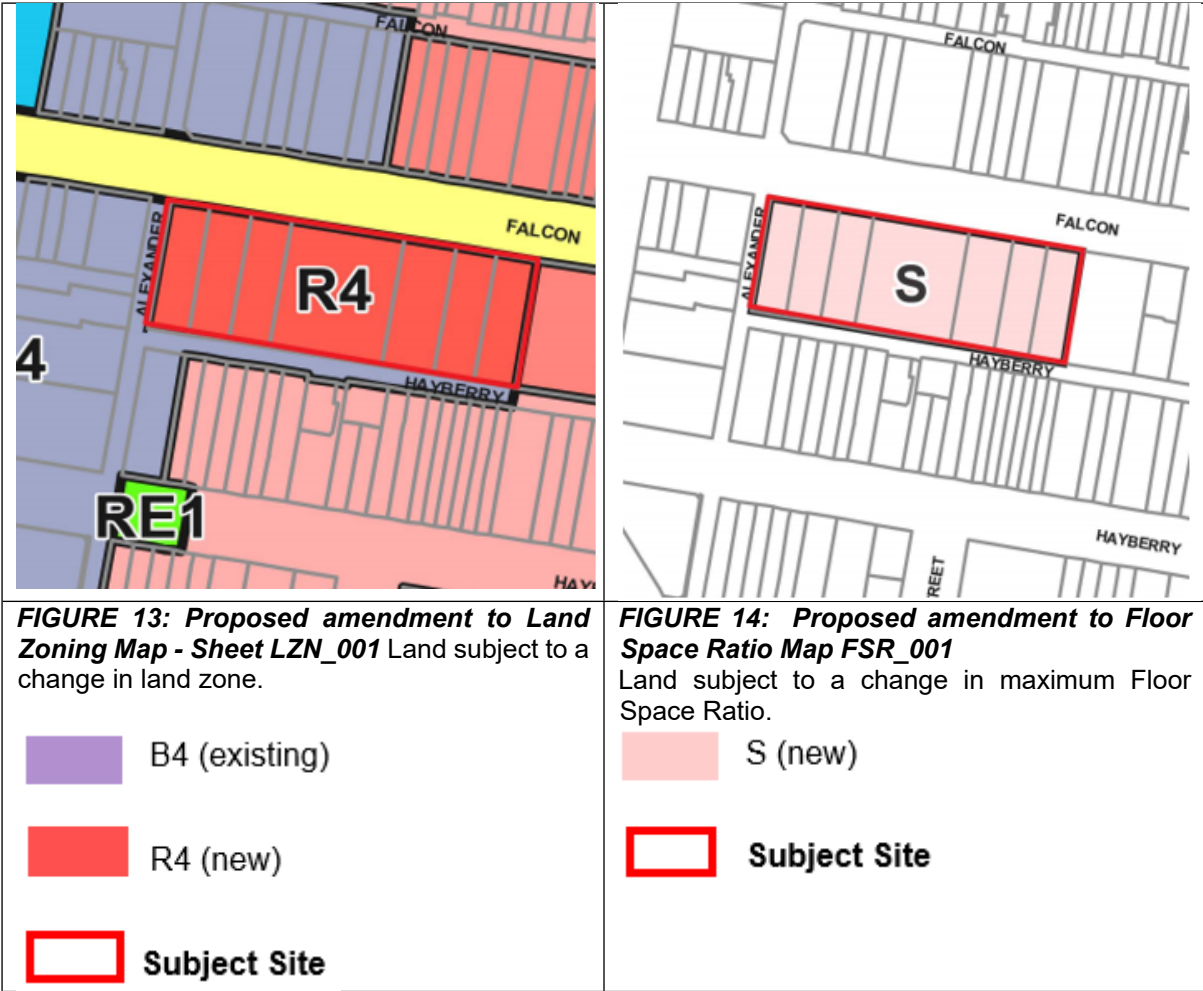 FALCON
ALEXANDER
FALCON
R4
4
HAYBERRY
RE1
FALCON
ALEXANDER
FALCON
S
HAYBERRY
HAYBERRY
REET
FIGURE 13: Proposed amendment to Land
Zoning Map - Sheet LZN_001 Land subject to a
change in land zone.
B4 (existing)
R4 (new)
Subject Site
FIGURE 14: Proposed amendment to Floor
Space Ratio Map FSR_001
Land subject to a change in maximum Floor
Space Ratio.
S (new)
Subject Site